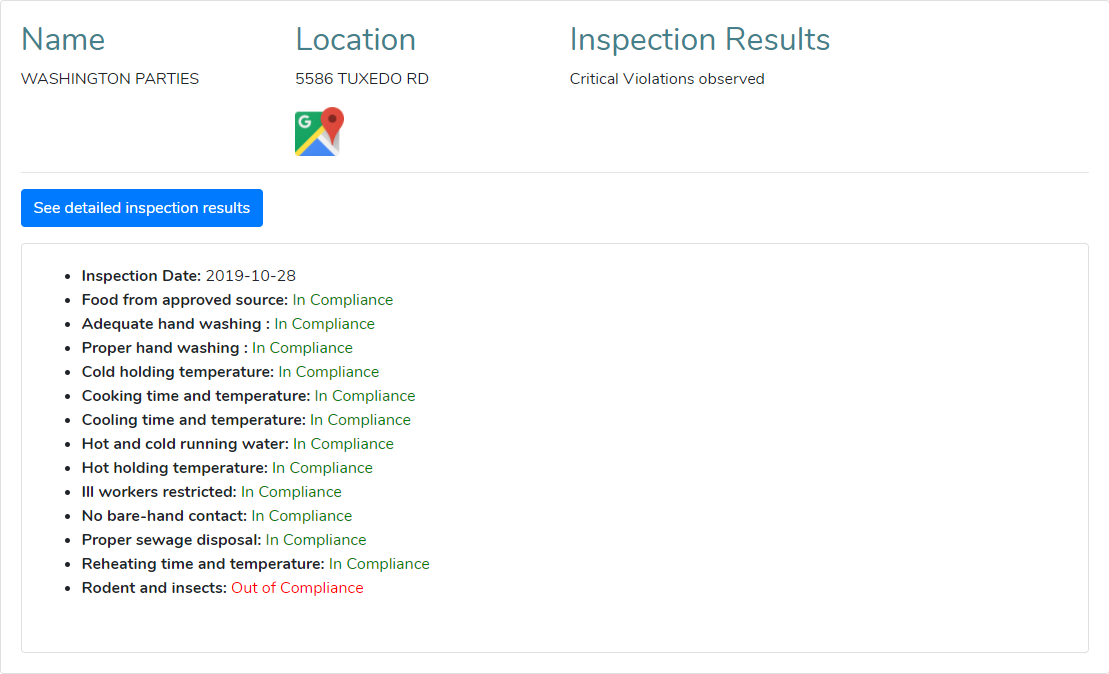 Name
Location
Inspection Results
WASHINGTON PARTIES
5586 TUXEDO RD
Critical Violations observed
G
See detailed inspection results
Inspection Date: 2019-10-28
Food from approved source: In Compliance
Adequate hand washing : In Compliance
Proper hand washing : In Compliance
Cold holding temperature: In Compliance
Cooking time and temperature: In Compliance
Cooling time and temperature: In Compliance
Hot and cold running water: In Compliance
Hot holding temperature: In Compliance
Ill workers restricted: In Compliance
No bare-hand contact: In Compliance
Proper sewage disposal: In Compliance
Reheating time and temperature: In Compliance
Rodent and insects: Out of Compliance